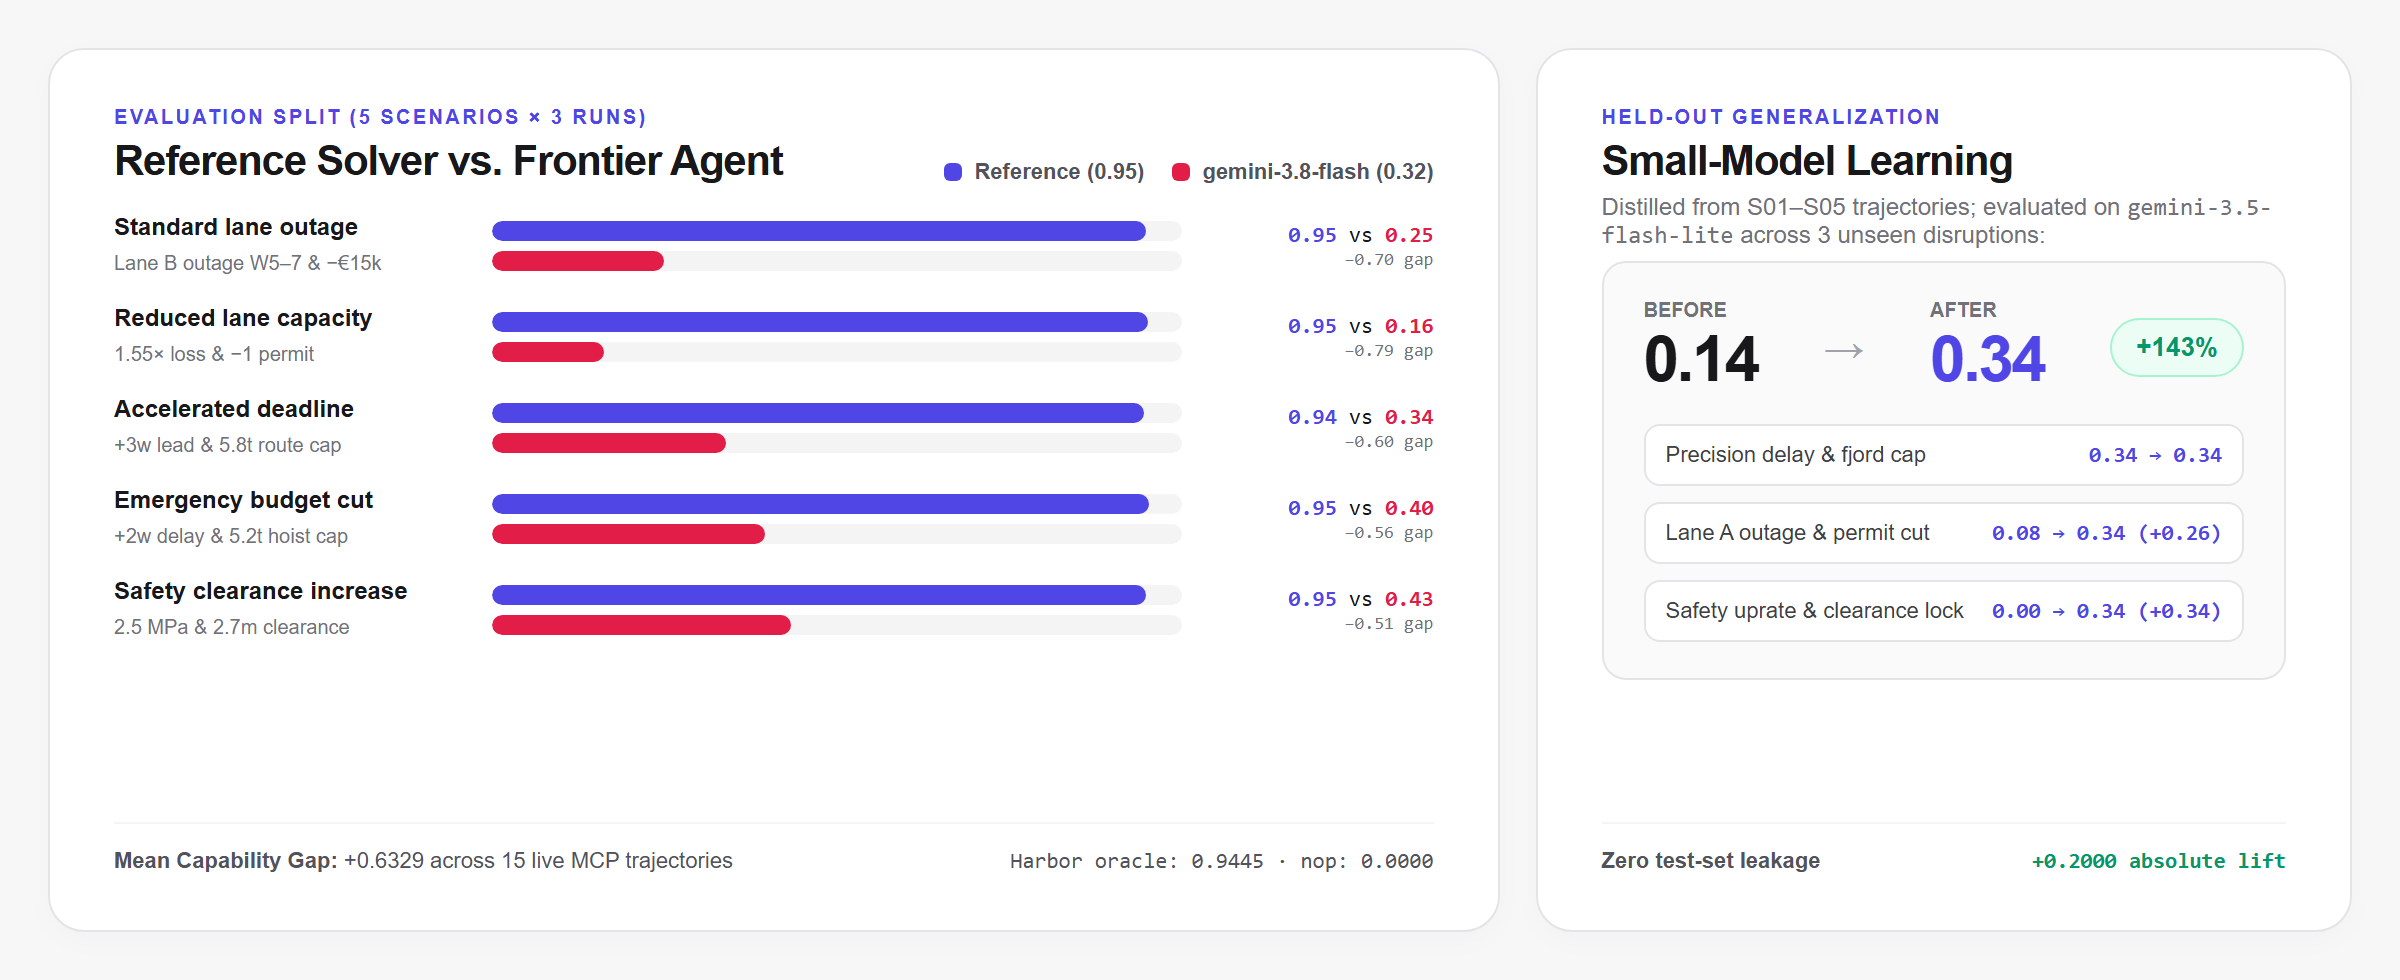 EVALUATION SPLIT (5 SCENARIOS × 3 RUNS)
Reference Solver vs. Frontier Agent
Reference (0.95) gemini-3.8-flash (0.32)
Standard lane outage
Lane B outage W5–7 & −€15k
0.95 vs 0.25
−0.70 gap
Reduced lane capacity
1.55× loss & −1 permit
0.95 vs 0.16
−0.79 gap
Accelerated deadline
+3w lead & 5.8t route cap
0.94 vs 0.34
−0.60 gap
Emergency budget cut
+2w delay & 5.2t hoist cap
0.95 vs 0.40
−0.56 gap
Safety clearance increase
2.5 MPa & 2.7m clearance
0.95 vs 0.43
−0.51 gap
Mean Capability Gap: +0.6329 across 15 live MCP trajectories
Harbor oracle: 0.9445 · nop: 0.0000
HELD-OUT GENERALIZATION
Small-Model Learning
Distilled from S01–S05 trajectories; evaluated on gemini-3.5-
flash-lite across 3 unseen disruptions:
BEFORE
0.14
→
AFTER
0.34
+143%
Precision delay & fjord cap 0.34 → 0.34
Lane A outage & permit cut 0.08 → 0.34 (+0.26)
Safety uprate & clearance lock 0.00 → 0.34 (+0.34)
Zero test-set leakage
+0.2000 absolute lift